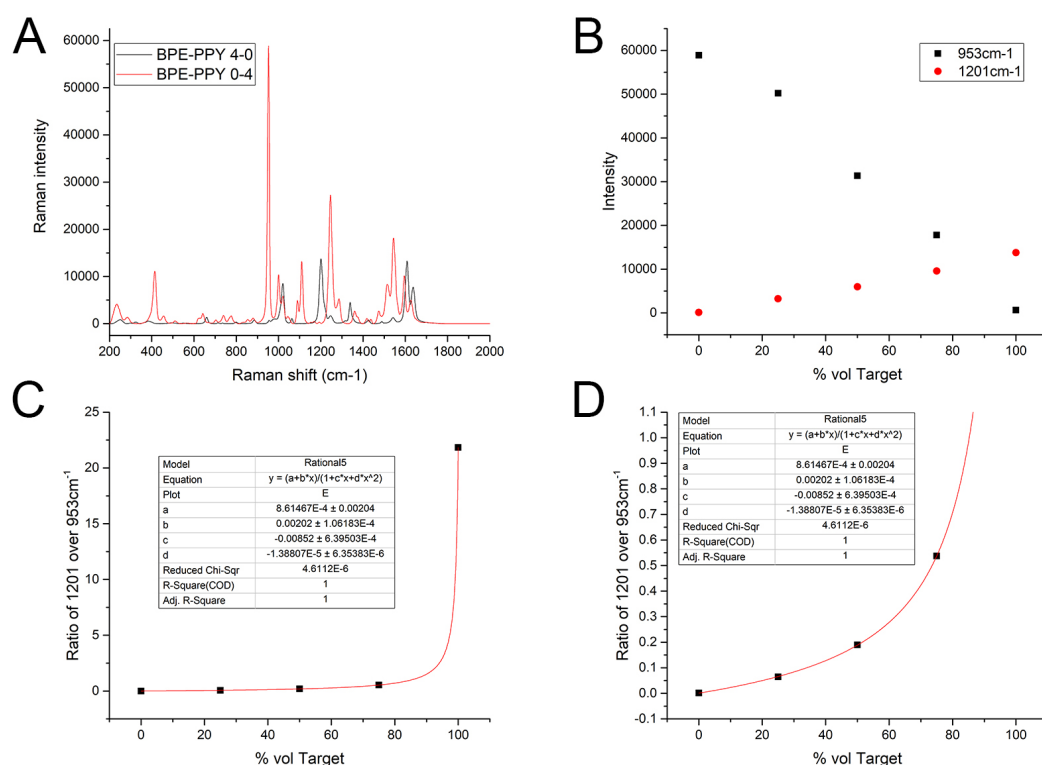 A
BPE-PPY 4-0
BPE-PPY 0-4
60000
50000
40000
30000
20000
10000
0
Raman intensity
200 400 600 800 1000 1200 1400 1600 1800 2000
Raman shift (cm-1)
B
953cm-1
1201cm-1
60000
50000
40000
30000
20000
10000
0
Intensity
0 20 40 60 80 100
% vol Target
C
25
20
15
10
5
0
-2.5
Ratio of 1201 over 953cm-1
Model Rational5
Equation y = (a+b*x)/(1+c*x+d*x^2)
Plot E
a 8.61467E-4 ± 0.00204
b 0.00202 ± 1.06183E-4
c -0.00852 ± 6.39503E-4
d -1.38807E-5 ± 6.35383E-6
Reduced Chi-Sqr 4.6112E-6
R-Square(COD) 1
Adj. R-Square 1
0 20 40 60 80 100
% vol Target
D
1.1
1.0
0.9
0.8
0.7
0.6
0.5
0.4
0.3
0.2
0.1
0.0
-0.1
Ratio of 1201 over 953cm-1
Model Rational5
Equation y = (a+b*x)/(1+c*x+d*x^2)
Plot E
a 8.61467E-4 ± 0.00204
b 0.00202 ± 1.06183E-4
c -0.00852 ± 6.39503E-4
d -1.38807E-5 ± 6.35383E-6
Reduced Chi-Sqr 4.6112E-6
R-Square(COD) 1
Adj. R-Square 1
0 20 40 60 80 100
% vol Target